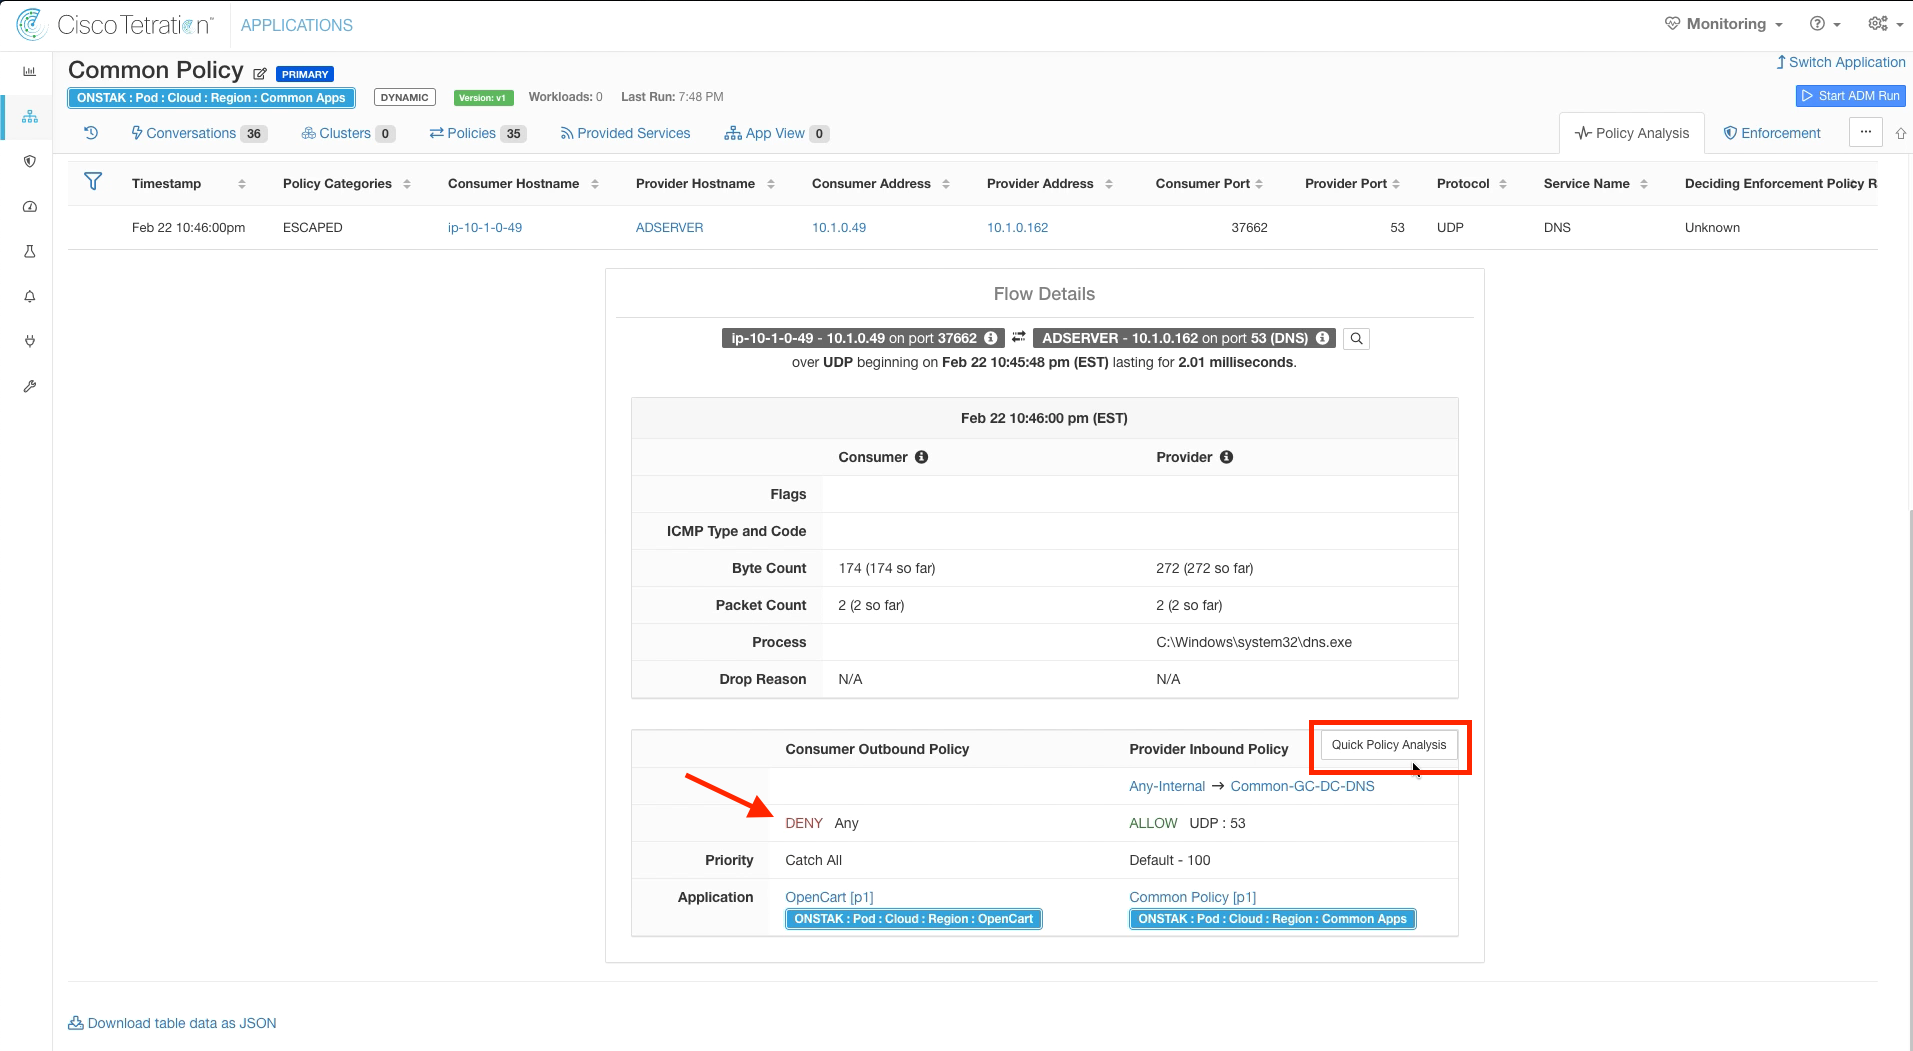 Cisco Tetration™ APPLICATIONS Monitoring
Common Policy PRIMARY Switch Application
ONSTAK : Pod : Cloud : Region : Common Apps DYNAMIC Version: v1 Workloads: 0 Last Run: 7:48 PM Start ADM Run
Conversations 36 Clusters 0 Policies 35 Provided Services App View 0 Policy Analysis Enforcement ...
Timestamp Policy Categories Consumer Hostname Provider Hostname Consumer Address Provider Address Consumer Port Provider Port Protocol Service Name Deciding Enforcement Policy R
Feb 22 10:46:00pm ESCAPED ip-10-1-0-49 ADSERVER 10.1.0.49 10.1.0.162 37662 53 UDP DNS Unknown
Flow Details
ip-10-1-0-49 - 10.1.0.49 on port 37662 ADSERVER - 10.1.0.162 on port 53 (DNS)
over UDP beginning on Feb 22 10:45:48 pm (EST) lasting for 2.01 milliseconds.
Feb 22 10:46:00 pm (EST)
Consumer Provider
Flags
ICMP Type and Code
Byte Count 174 (174 so far) 272 (272 so far)
Packet Count 2 (2 so far) 2 (2 so far)
Process C:\Windows\system32\dns.exe
Drop Reason N/A N/A
Consumer Outbound Policy Provider Inbound Policy Quick Policy Analysis
Any-Internal → Common-GC-DC-DNS
DENY Any ALLOW UDP : 53
Priority Catch All Default - 100
Application OpenCart [p1] Common Policy [p1]
ONSTAK : Pod : Cloud : Region : OpenCart ONSTAK : Pod : Cloud : Region : Common Apps
Download table data as JSON